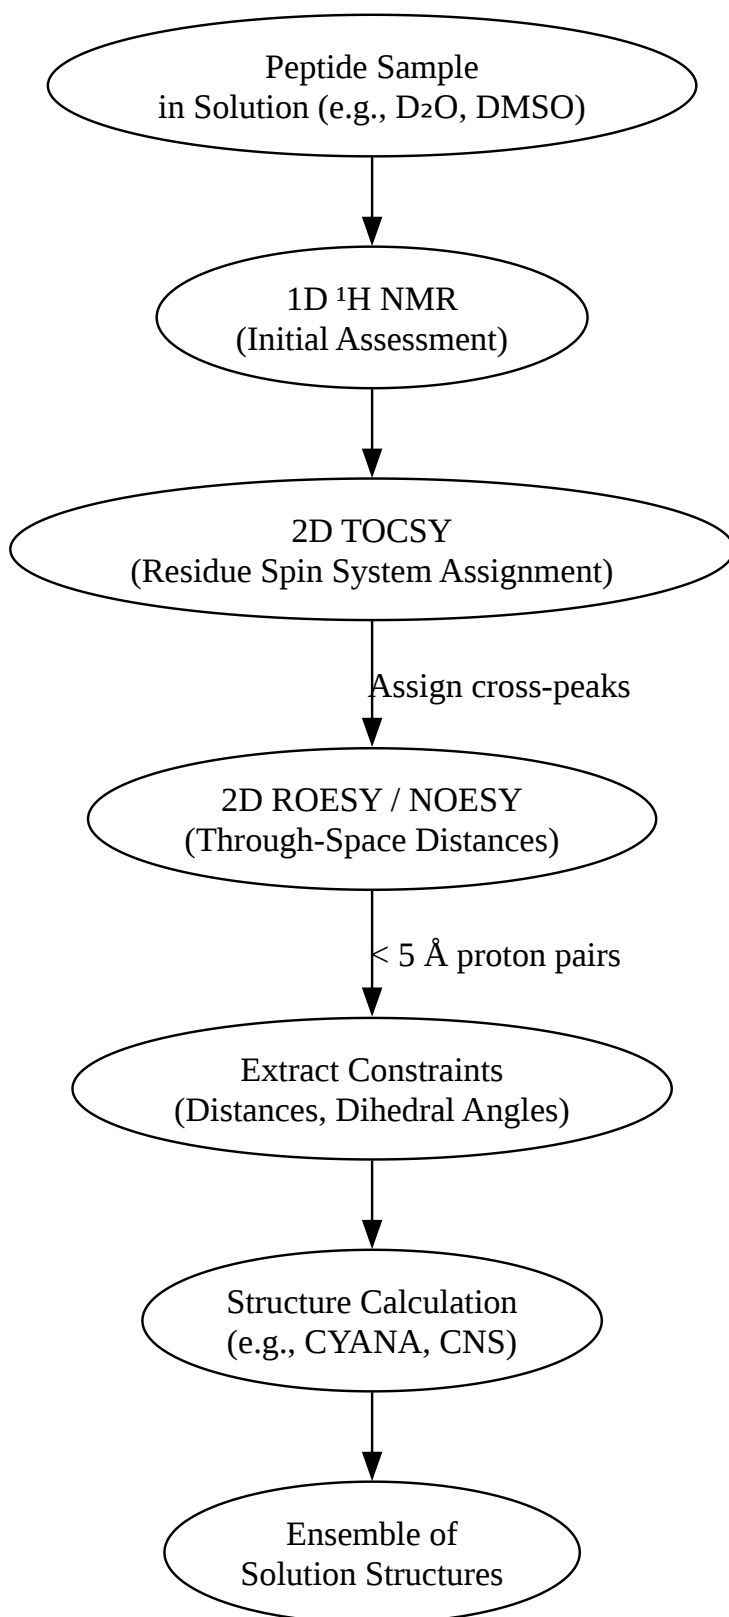 Peptide Sample
in Solution (e.g., D₂O, DMSO)
1D ¹H NMR
(Initial Assessment)
2D TOCSY
(Residue Spin System Assignment)
Assign cross-peaks
2D ROESY / NOESY
(Through-Space Distances)
< 5 Å proton pairs
Extract Constraints
(Distances, Dihedral Angles)
Structure Calculation
(e.g., CYANA, CNS)
Ensemble of
Solution Structures